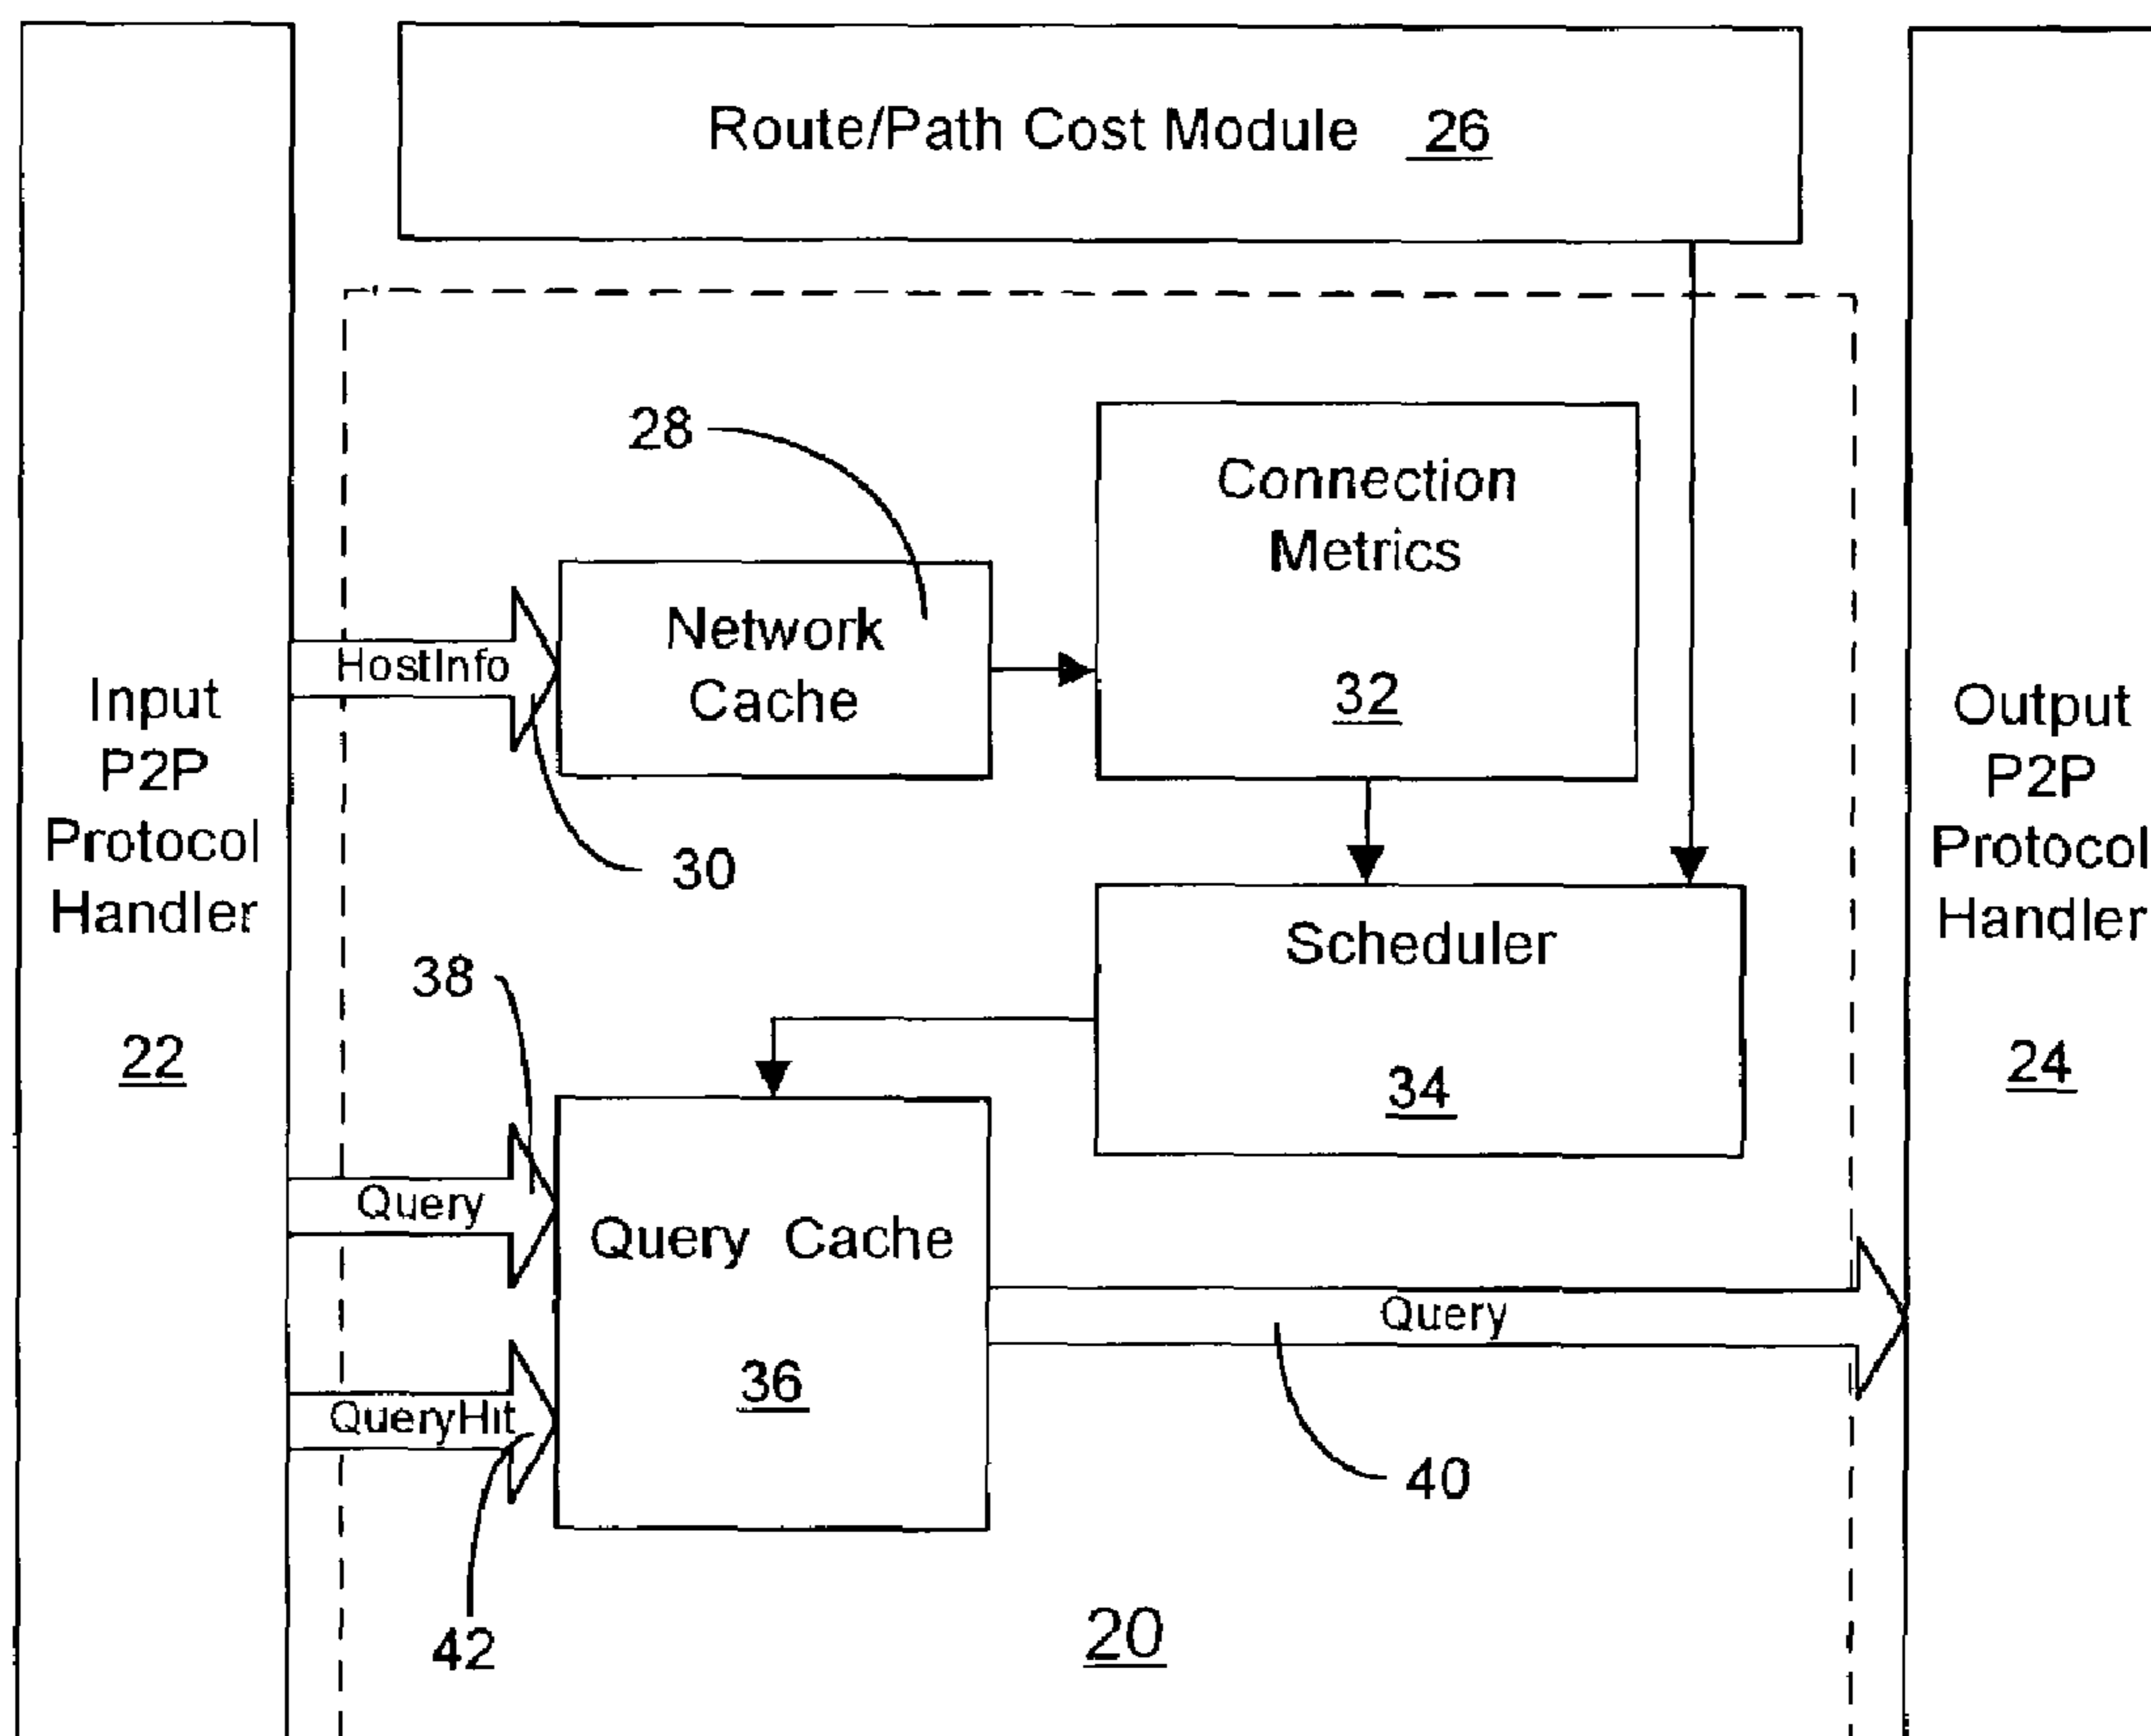 Route/Path Cost Module 26
28
Connection
Metrics
32
Network
Cache
HostInfo
30
Input
P2P
Protocol
Handler
22
Output
P2P
Protocol
Handler
24
Scheduler
34
38
Query
Query Cache
36
QueryHit
42
Query
40
20